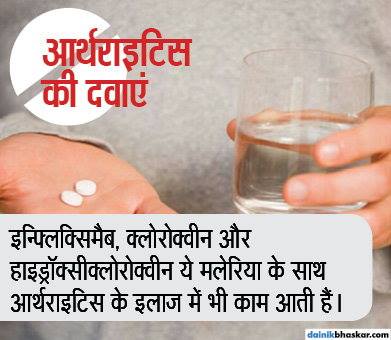 आर्थराइटिस
की दवाएं
इन्फ्लिक्सिमैब, क्लोरोक्वीन और
हाइड्रॉक्सीक्लोरोक्वीन ये मलेरिया के साथ
आर्थराइटिस के इलाज में भी काम आती हैं।
dainikbhaskar.com